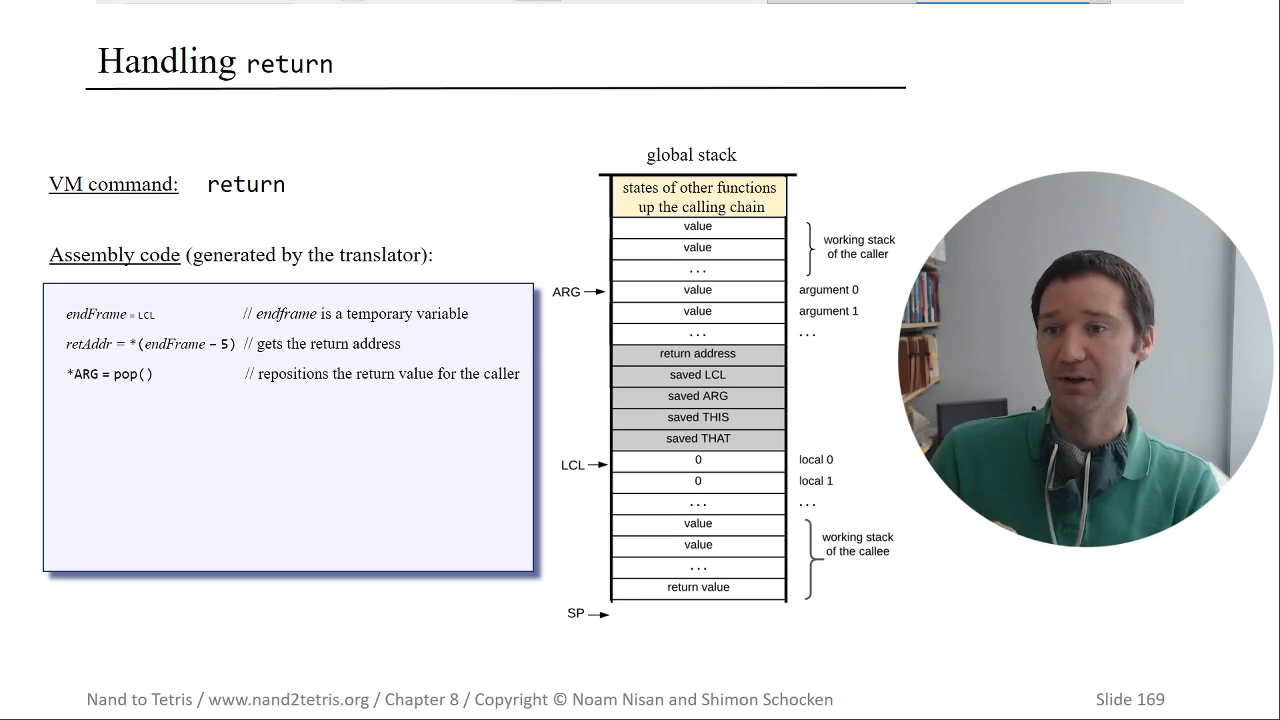 Handling return
VM command: return
Assembly code (generated by the translator):
endFrame = LCL // endframe is a temporary variable
retAddr = *(endFrame – 5) // gets the return address
*ARG = pop() // repositions the return value for the caller
global stack
states of other functions
up the calling chain
value
value
...
working stack
of the caller
ARG value argument 0
value argument 1
... ...
return address
saved LCL
saved ARG
saved THIS
saved THAT
LCL 0 local 0
0 local 1
... ...
value
value
...
return value
working stack
of the callee
SP
Nand to Tetris / www.nand2tetris.org / Chapter 8 / Copyright © Noam Nisan and Shimon Schocken
Slide 169